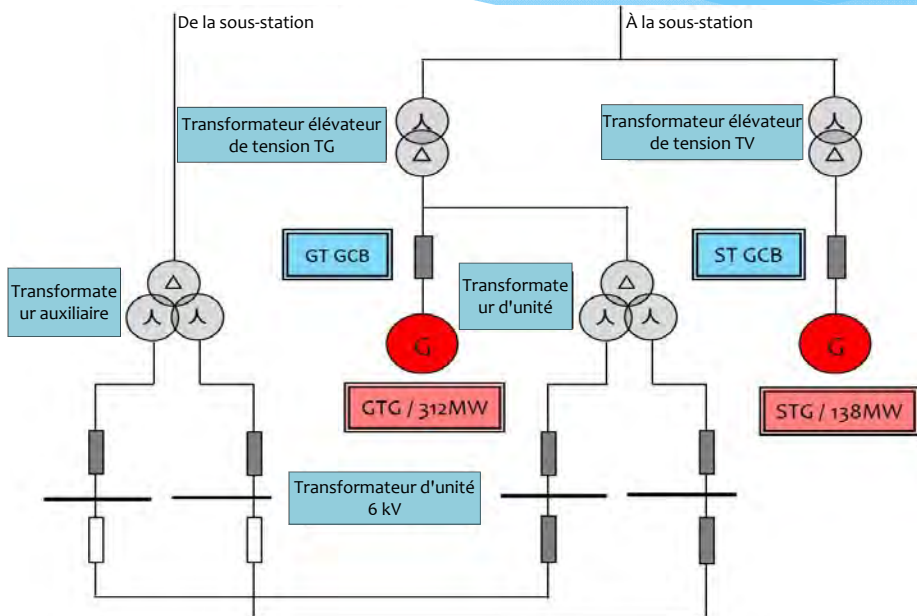 De la sous-station
À la sous-station
Transformateur élévateur
de tension TG
Transformateur élévateur
de tension TV
GT GCB
ST GCB
Transformate
ur auxiliaire
Transformate
ur d'unité
G
G
GTG / 312MW
STG / 138MW
Transformateur d'unité
6 kV